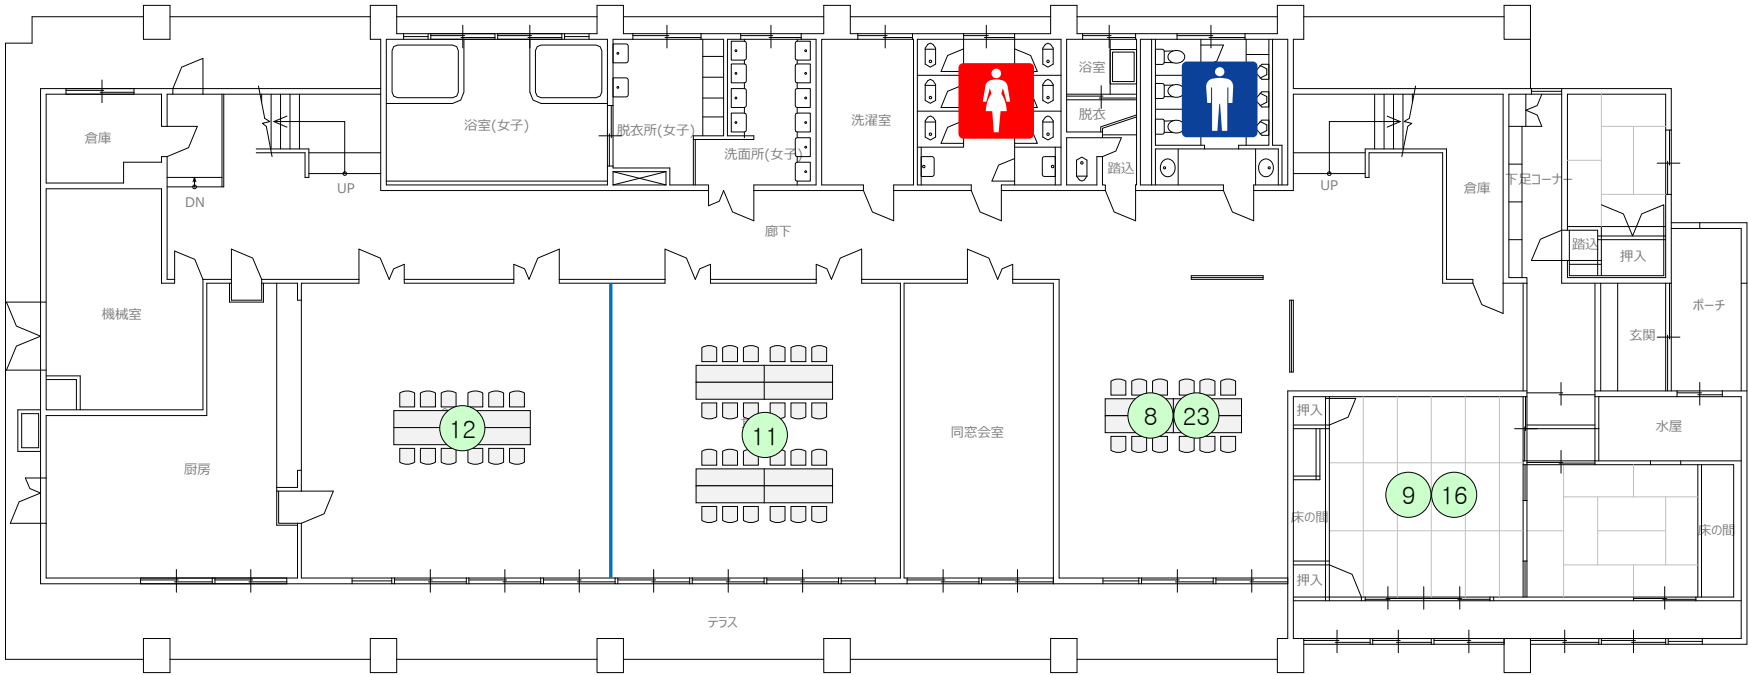 浴室(女子)
脱衣所(女子)
洗面所(女子)
洗濯室
浴室
脱衣
踏込
倉庫
DN
UP
UP
倉庫
下足コーナー
踏込
押入
廊下
機械室
厨房
12
11
同窓会室
8
23
玄関
ポーチ
押入
水屋
床の間
9
16
床の間
押入
テラス